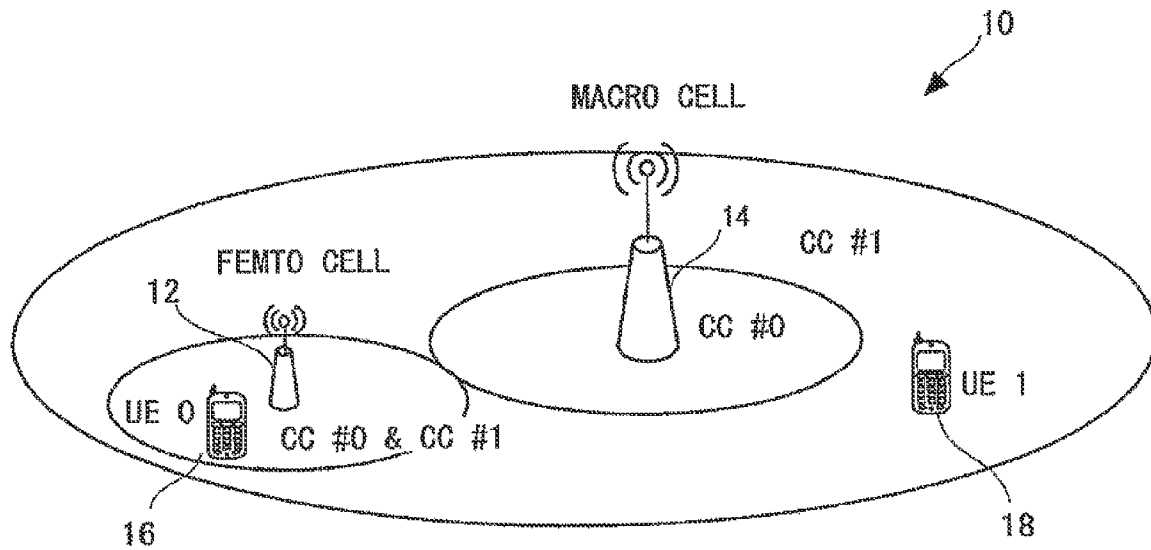 10
MACRO CELL
14
CC #1
FEMTO CELL
12
CC #0
UE 1
UE 0
CC #0 & CC #1
16
18